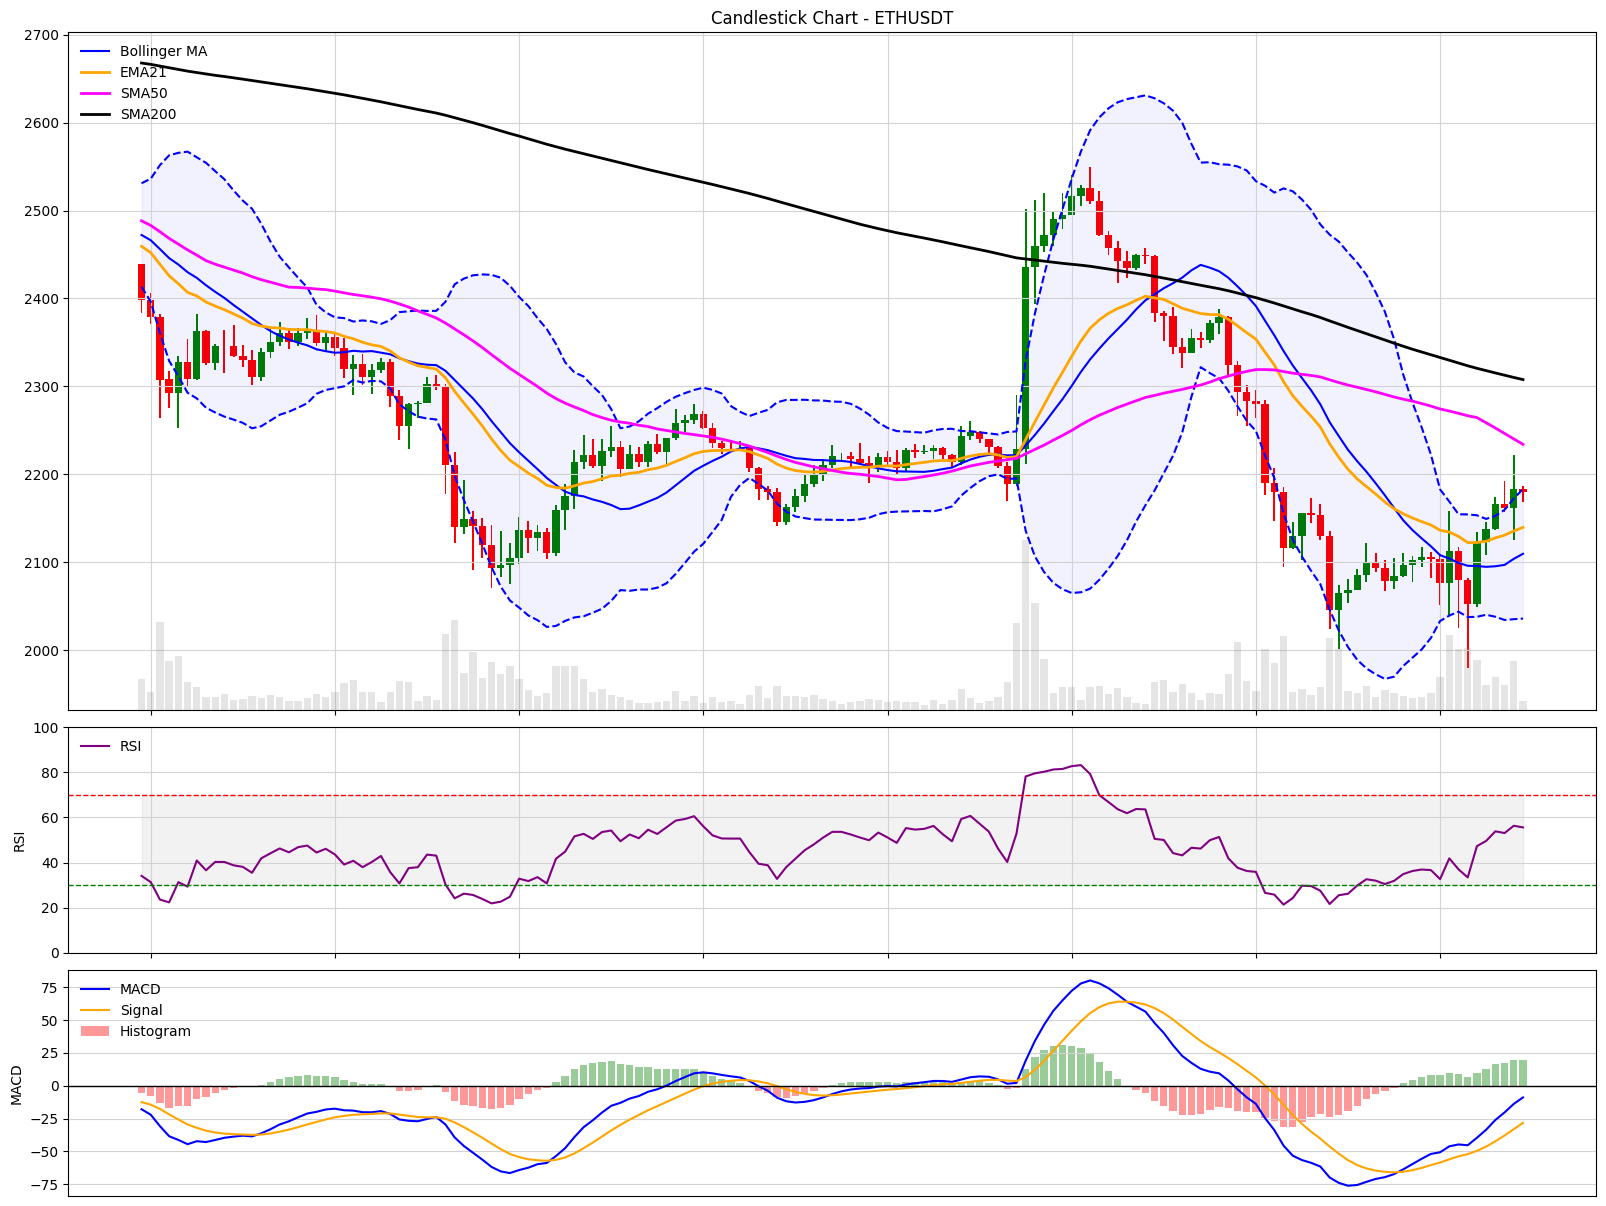 Candlestick Chart - ETHUSDT
Bollinger MA
EMA21
SMA50
SMA200
2700
2600
2500
2400
2300
2200
2100
2000
RSI
100
80
60
40
20
0
RSI
MACD
Signal
Histogram
75
50
25
0
−25
−50
−75
MACD